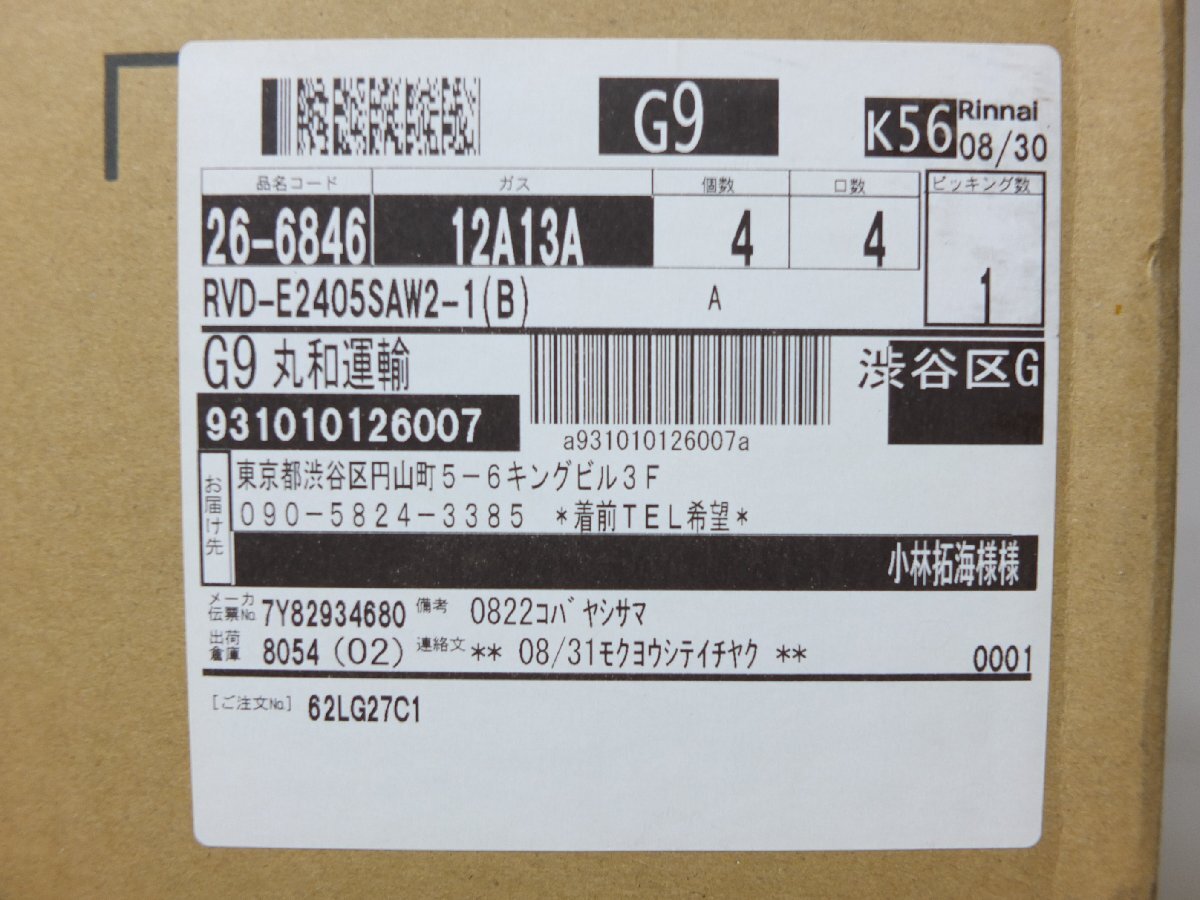 G9
K56 Rinnai
08/30
品名コード ガス 個数 口数 ピッキング数
26-6846 12A13A 4 4 1
RVD-E2405SAW2-1(B) A
G9 丸和運輸 渋谷区G
931010126007
a931010126007a
お届け先
東京都渋谷区円山町5-6キングビル3F
090-5824-3385 *着前TEL希望*
小林拓海様様
メーカ伝票No. 7Y82934680 備考 0822コバヤシサマ
出荷倉庫 8054 (02) 連絡文 ** 08/31モクヨウシテイチヤク ** 0001
[ご注文No.] 62LG27C1